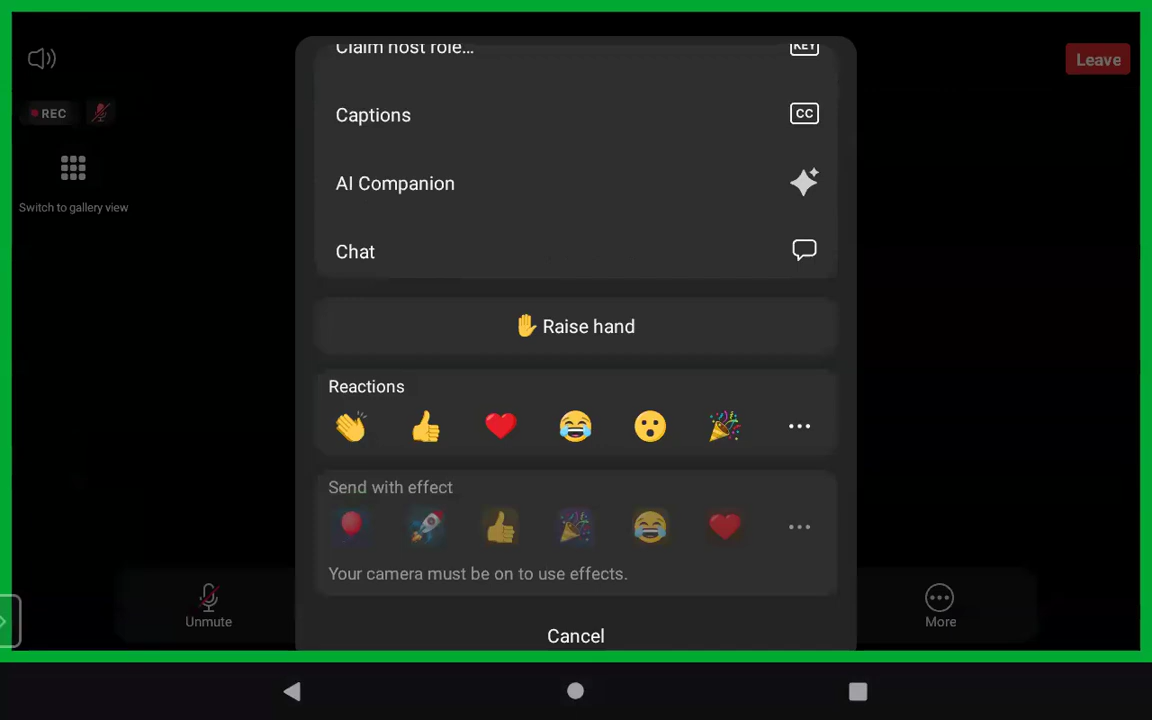 Claim host role...
KEY
Leave
REC
Captions
CC
AI Companion
Switch to gallery view
Chat
Raise hand
Reactions
Send with effect
Your camera must be on to use effects.
Unmute
More
Cancel